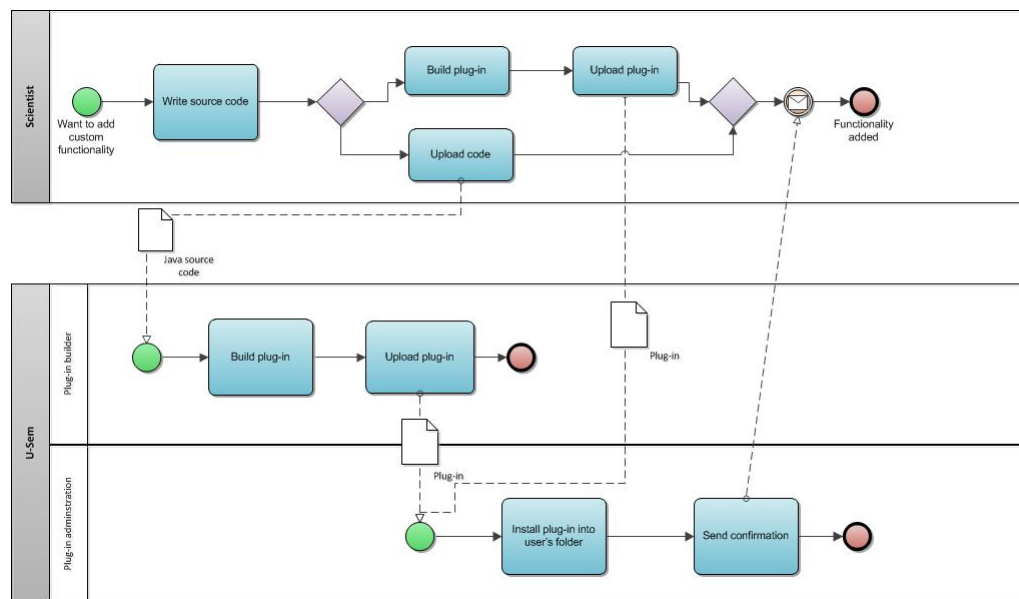 Scientist
Want to add
custom
functionality
Write source code
Build plug-in
Upload plug-in
Upload code
Functionality
added
Java source
code
U-Sem
Plug-in builder
Build plug-in
Upload plug-in
Plug-in
Plug-in
Plug-in adminstration
Install plug-in into
user's folder
Send confirmation